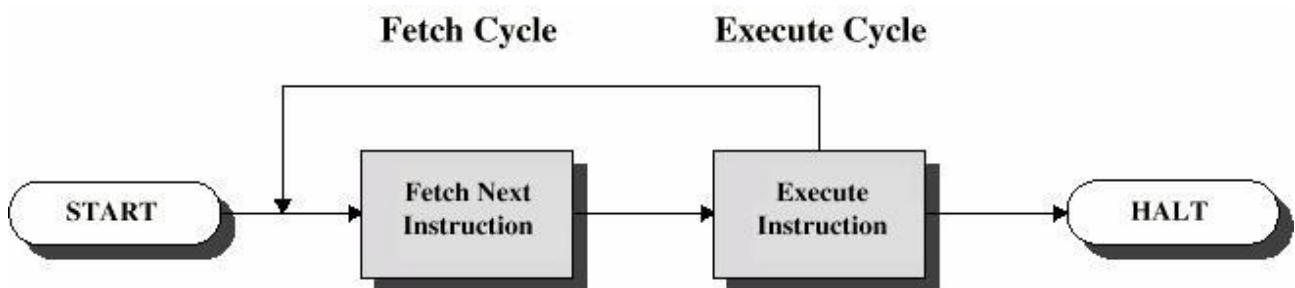 Fetch Cycle
Execute Cycle
START
Fetch Next
Instruction
Execute
Instruction
HALT